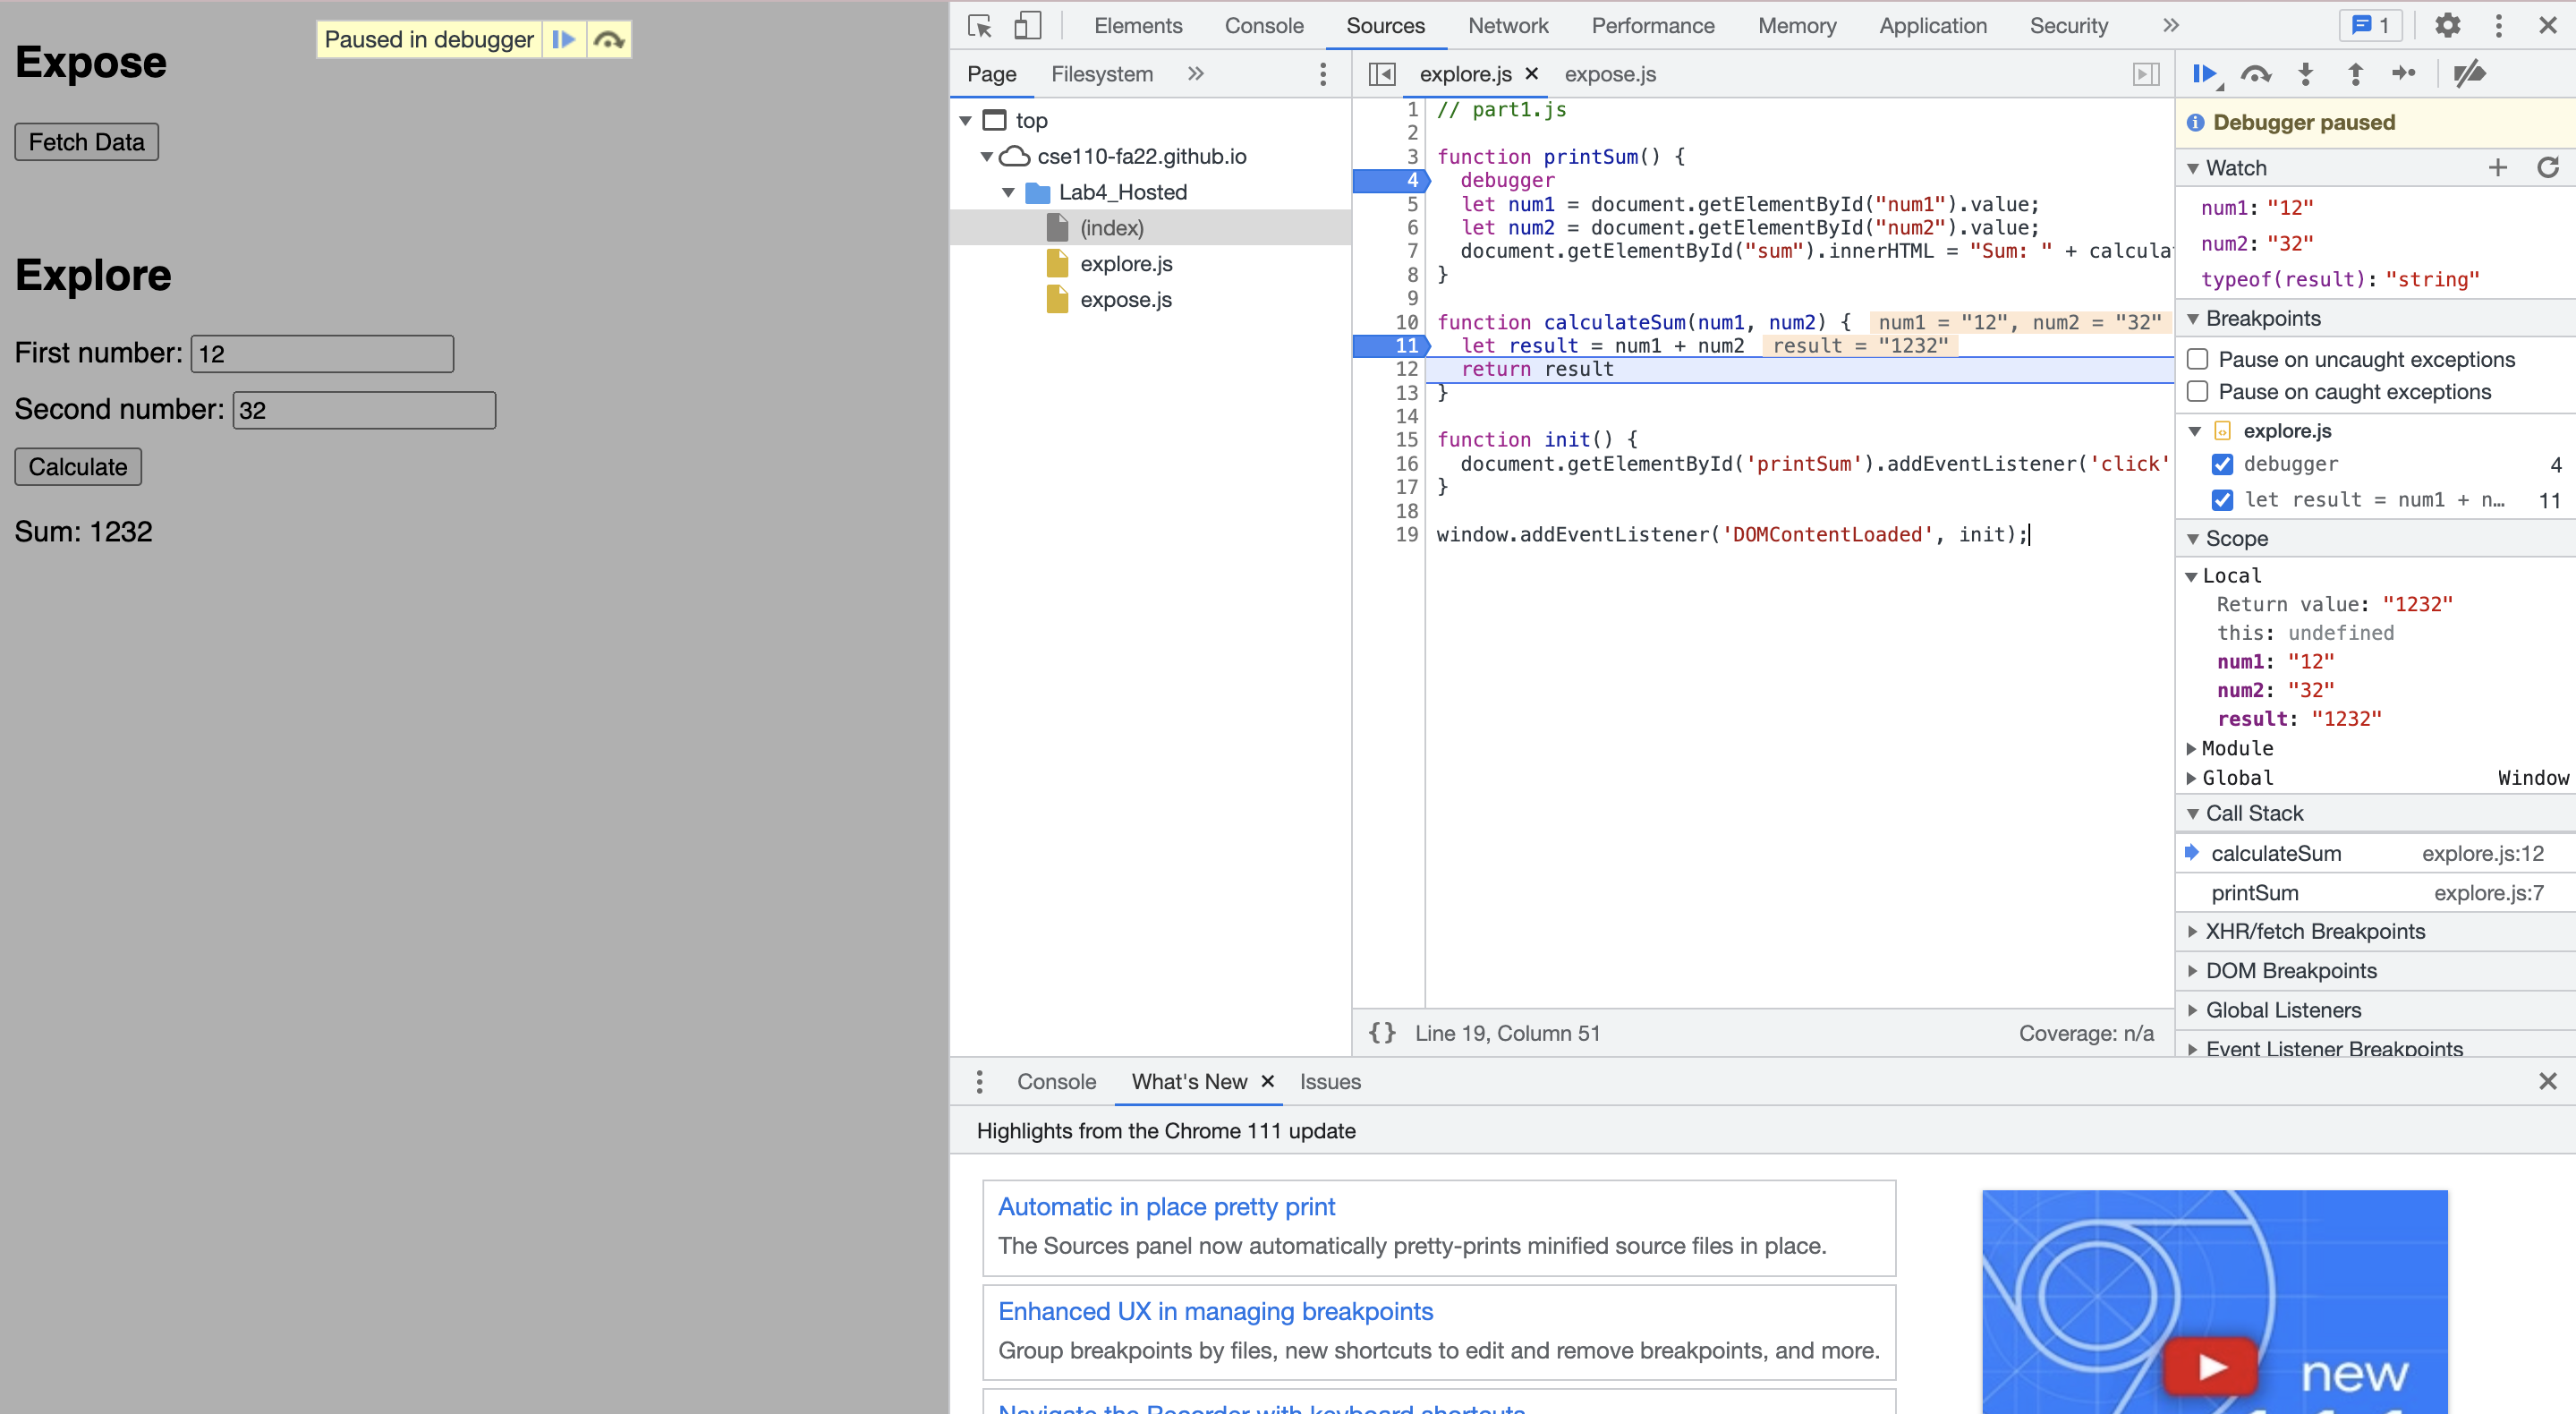 Paused in debugger
Expose
Fetch Data
Explore
First number: 12
Second number: 32
Calculate
Sum: 1232
Elements Console Sources Network Performance Memory Application Security » 1
Page Filesystem »
top
cse110-fa22.github.io
Lab4_Hosted
(index)
explore.js
expose.js
explore.js × expose.js
1 // part1.js
2
3 function printSum() {
4 debugger
5 let num1 = document.getElementById("num1").value;
6 let num2 = document.getElementById("num2").value;
7 document.getElementById("sum").innerHTML = "Sum: " + calcula
8 }
9
10 function calculateSum(num1, num2) { num1 = "12", num2 = "32"
11 let result = num1 + num2 result = "1232"
12 return result
13 }
14
15 function init() {
16 document.getElementById('printSum').addEventListener('click'
17 }
18
19 window.addEventListener('DOMContentLoaded', init);
{} Line 19, Column 51 Coverage: n/a
Debugger paused
Watch
num1: "12"
num2: "32"
typeof(result): "string"
Breakpoints
Pause on uncaught exceptions
Pause on caught exceptions
explore.js
debugger 4
let result = num1 + n… 11
Scope
Local
Return value: "1232"
this: undefined
num1: "12"
num2: "32"
result: "1232"
Module
Global Window
Call Stack
calculateSum explore.js:12
printSum explore.js:7
XHR/fetch Breakpoints
DOM Breakpoints
Global Listeners
Event Listener Breakpoints
Console What's New × Issues
Highlights from the Chrome 111 update
Automatic in place pretty print
The Sources panel now automatically pretty-prints minified source files in place.
Enhanced UX in managing breakpoints
Group breakpoints by files, new shortcuts to edit and remove breakpoints, and more.
Navigate the Recorder with keyboard shortcuts
new